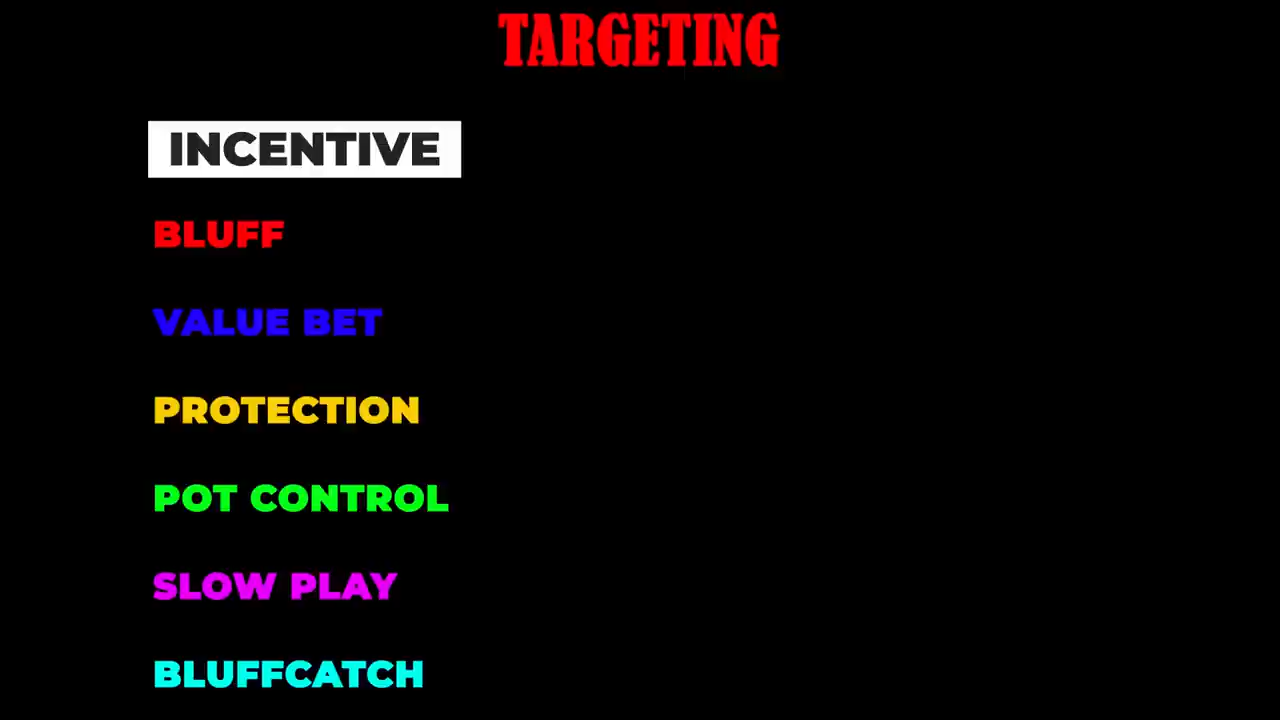 TARGETING
INCENTIVE
BLUFF
VALUE BET
PROTECTION
POT CONTROL
SLOW PLAY
BLUFFCATCH